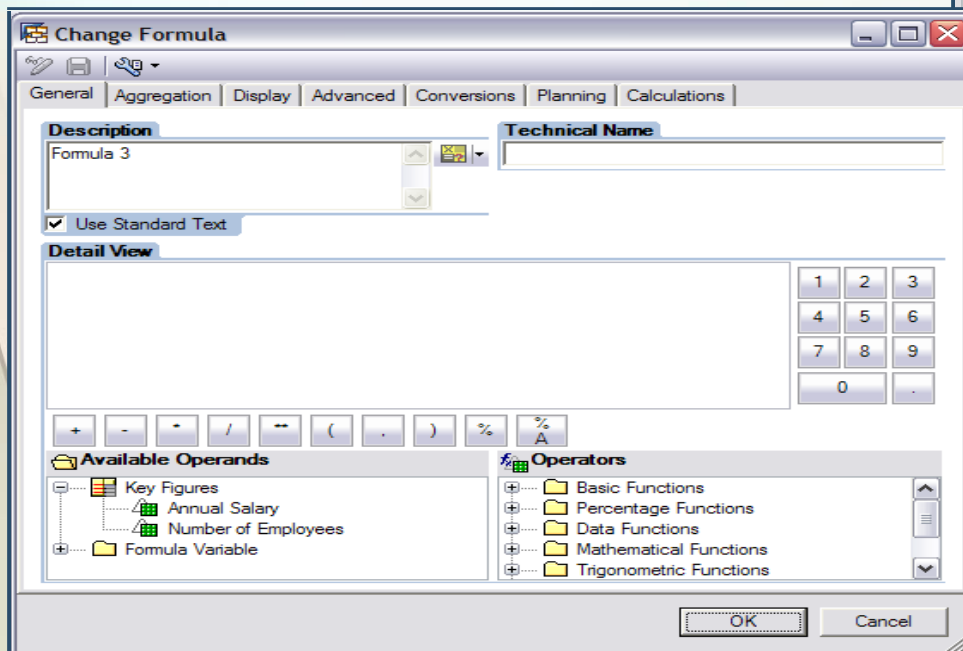 Change Formula
General Aggregation Display Advanced Conversions Planning Calculations
Description
Technical Name
Formula 3
Use Standard Text
Detail View
1 2 3
4 5 6
7 8 9
0 .
+ - * / ** ( . ) % %A
Available Operands
Key Figures
Annual Salary
Number of Employees
Formula Variable
Operators
Basic Functions
Percentage Functions
Data Functions
Mathematical Functions
Trigonometric Functions
OK Cancel